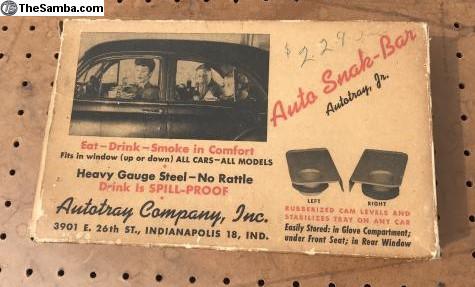 TheSamba.com
$2.29
Auto Snak-Bar
Autotray, Jr.
Eat-Drink-Smoke in Comfort
Fits in window (up or down) ALL CARS-ALL MODELS
Heavy Gauge Steel-No Rattle
Drink is SPILL-PROOF
Autotray Company, Inc.
3901 E. 26th ST., INDIANAPOLIS 18, IND.
LEFT
RIGHT
RUBBERIZED CAM LEVELS AND
STABILIZES TRAY ON ANY CAR
Easily Stored: in Glove Compartment;
under Front Seat; in Rear Window